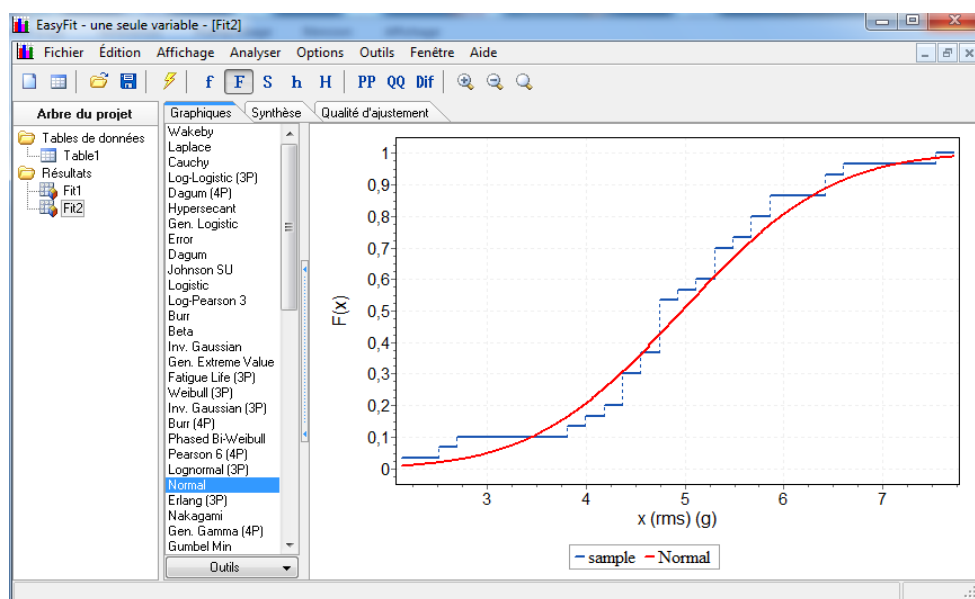 EasyFit - une seule variable - [Fit2]
Fichier Édition Affichage Analyser Options Outils Fenêtre Aide
f F S h H PP QQ Dif
Arbre du projet
Tables de données
Table1
Résultats
Fit1
Fit2
Graphiques Synthèse Qualité d'ajustement
Wakeby
Laplace
Cauchy
Log-Logistic (3P)
Dagum (4P)
Hypersecant
Gen. Logistic
Error
Dagum
Johnson SU
Logistic
Log-Pearson 3
Burr
Beta
Inv. Gaussian
Gen. Extreme Value
Fatigue Life (3P)
Weibull (3P)
Inv. Gaussian (3P)
Burr (4P)
Phased Bi-Weibull
Pearson 6 (4P)
Lognormal (3P)
Normal
Erlang (3P)
Nakagami
Gen. Gamma (4P)
Gumbel Min
Outils
F(x)
1
0,9
0,8
0,7
0,6
0,5
0,4
0,3
0,2
0,1
0
3 4 5 6 7
x (rms) (g)
sample Normal